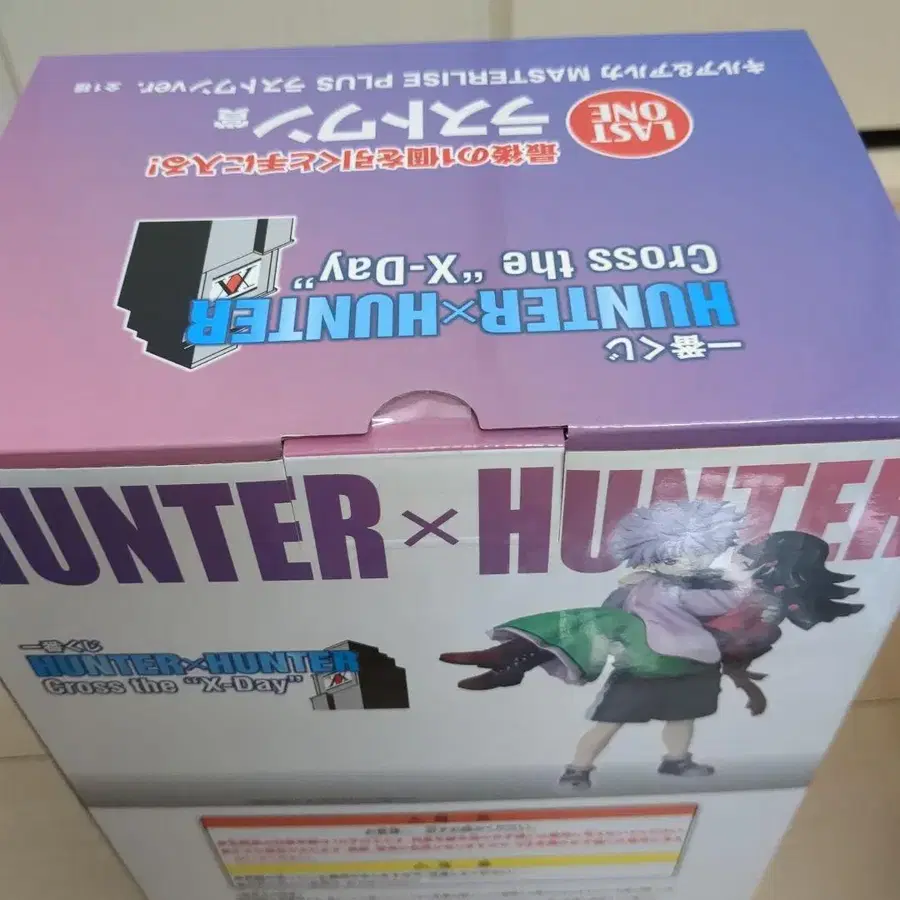 一番くじ
HUNTER×HUNTER
Cross the “X-Day”
最後の1個を引くと手に入る!
LAST ONE
ラストワン賞
キルア&アルカ MASTERLISE PLUS ラストワンver. 全1種
HUNTER × HUNTER
一番くじ
HUNTER×HUNTER
Cross the “X-Day”